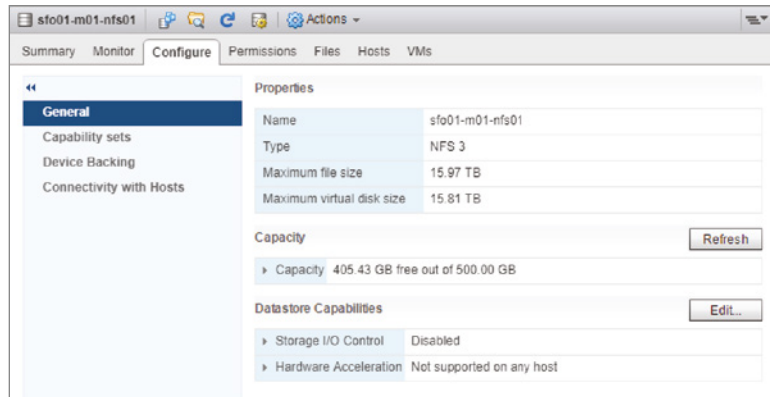 sfo01-m01-nfs01 Actions
Summary Monitor Configure Permissions Files Hosts VMs
General
Capability sets
Device Backing
Connectivity with Hosts
Properties
Name sfo01-m01-nfs01
Type NFS 3
Maximum file size 15.97 TB
Maximum virtual disk size 15.81 TB
Capacity Refresh
Capacity 405.43 GB free out of 500.00 GB
Datastore Capabilities Edit...
Storage I/O Control Disabled
Hardware Acceleration Not supported on any host